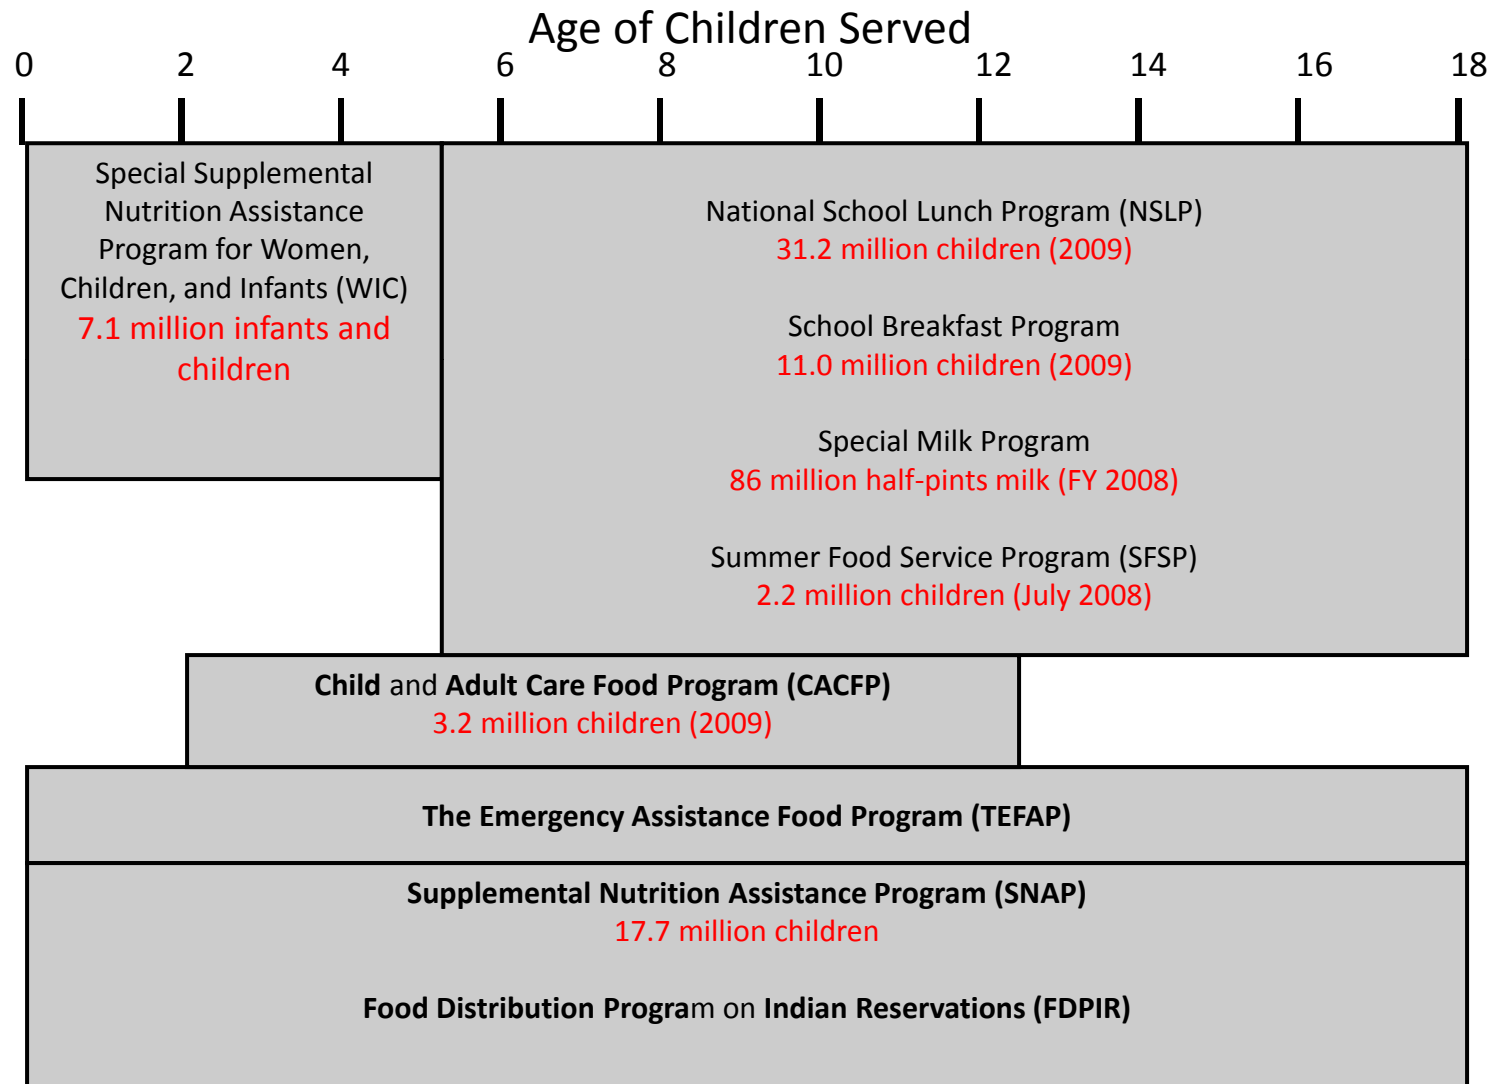 Age of Children Served
0 2 4 6 8 10 12 14 16 18
Special Supplemental
Nutrition Assistance
Program for Women,
Children, and Infants (WIC)
7.1 million infants and
children
National School Lunch Program (NSLP)
31.2 million children (2009)
School Breakfast Program
11.0 million children (2009)
Special Milk Program
86 million half-pints milk (FY 2008)
Summer Food Service Program (SFSP)
2.2 million children (July 2008)
Child and Adult Care Food Program (CACFP)
3.2 million children (2009)
The Emergency Assistance Food Program (TEFAP)
Supplemental Nutrition Assistance Program (SNAP)
17.7 million children
Food Distribution Program on Indian Reservations (FDPIR)